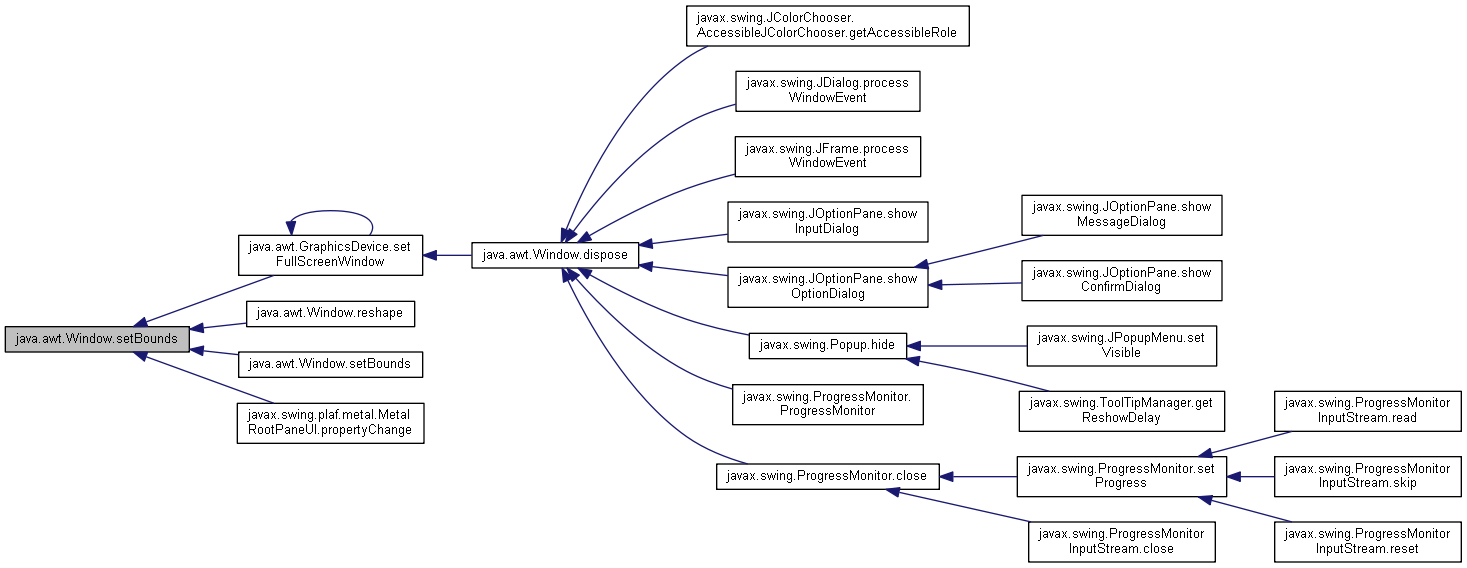 javax.swing.JColorChooser.
AccessibleJColorChooser.getAccessibleRole
javax.swing.JDialog.process
WindowEvent
javax.swing.JFrame.process
WindowEvent
javax.swing.JOptionPane.show
InputDialog
javax.swing.JOptionPane.show
MessageDialog
java.awt.GraphicsDevice.set
FullScreenWindow
java.awt.Window.dispose
javax.swing.JOptionPane.show
OptionDialog
javax.swing.JOptionPane.show
ConfirmDialog
java.awt.Window.reshape
java.awt.Window.setBounds
javax.swing.Popup.hide
javax.swing.JPopupMenu.set
Visible
java.awt.Window.setBounds
javax.swing.ProgressMonitor.
ProgressMonitor
javax.swing.ToolTipManager.get
ReshowDelay
javax.swing.plaf.metal.Metal
RootPaneUI.propertyChange
javax.swing.ProgressMonitor
InputStream.read
javax.swing.ProgressMonitor.close
javax.swing.ProgressMonitor.set
Progress
javax.swing.ProgressMonitor
InputStream.skip
javax.swing.ProgressMonitor
InputStream.close
javax.swing.ProgressMonitor
InputStream.reset